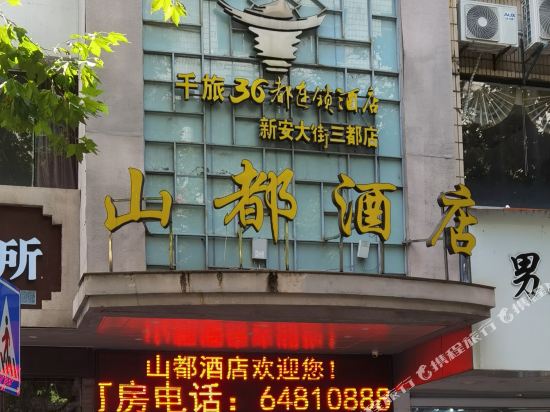 千旅36都连锁酒店
新安大街三都店
山都酒店
所
男
山都酒店欢迎您！
房电话：64810888
携程旅行